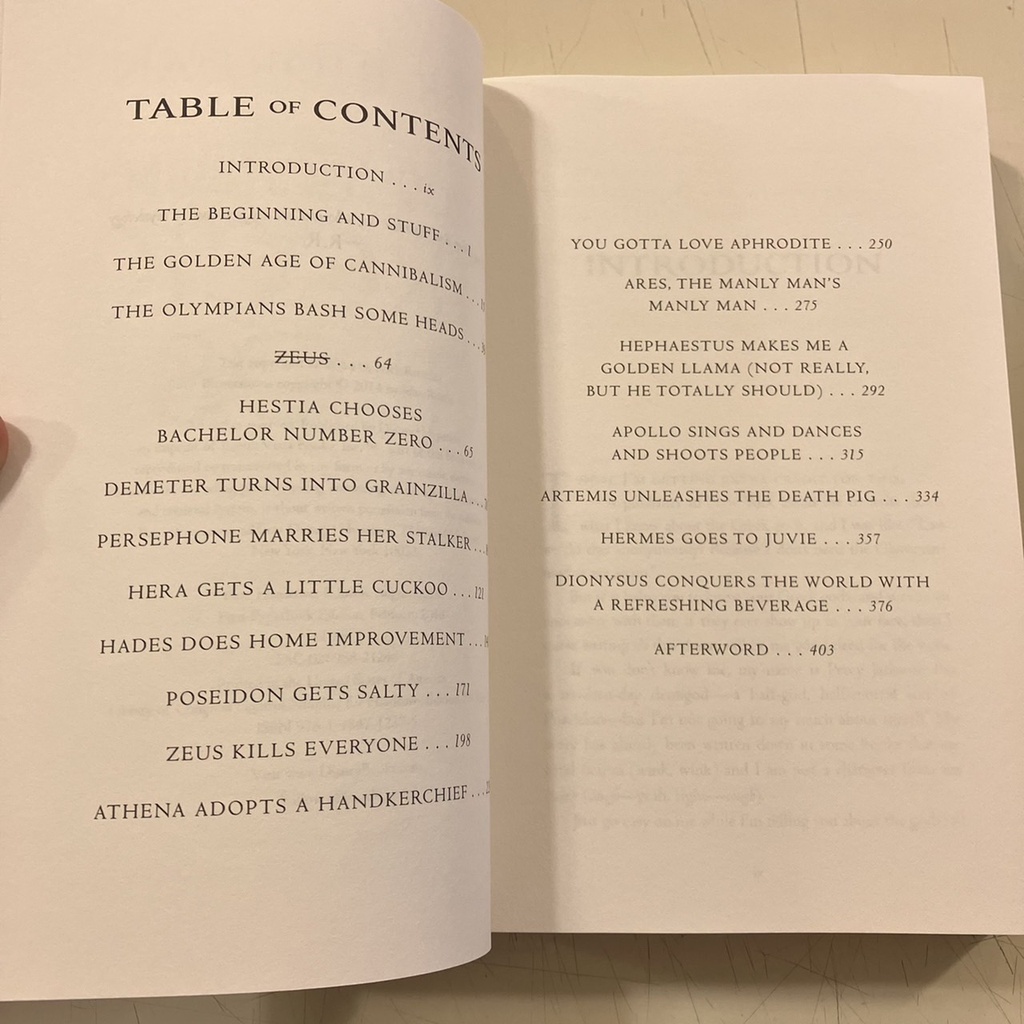 TABLE OF CONTENTS
INTRODUCTION . . . ix
THE BEGINNING AND STUFF . . . 1
THE GOLDEN AGE OF CANNIBALISM . . .
THE OLYMPIANS BASH SOME HEADS . . .
ZEUS . . . 64
HESTIA CHOOSES
BACHELOR NUMBER ZERO . . . 65
DEMETER TURNS INTO GRAINZILLA . . .
PERSEPHONE MARRIES HER STALKER . . .
HERA GETS A LITTLE CUCKOO . . . 121
HADES DOES HOME IMPROVEMENT . . .
POSEIDON GETS SALTY . . . 171
ZEUS KILLS EVERYONE . . . 198
ATHENA ADOPTS A HANDKERCHIEF . . .
YOU GOTTA LOVE APHRODITE . . . 250
ARES, THE MANLY MAN'S
MANLY MAN . . . 275
HEPHAESTUS MAKES ME A
GOLDEN LLAMA (NOT REALLY,
BUT HE TOTALLY SHOULD) . . . 292
APOLLO SINGS AND DANCES
AND SHOOTS PEOPLE . . . 315
ARTEMIS UNLEASHES THE DEATH PIG . . . 334
HERMES GOES TO JUVIE . . . 357
DIONYSUS CONQUERS THE WORLD WITH
A REFRESHING BEVERAGE . . . 376
AFTERWORD . . . 403